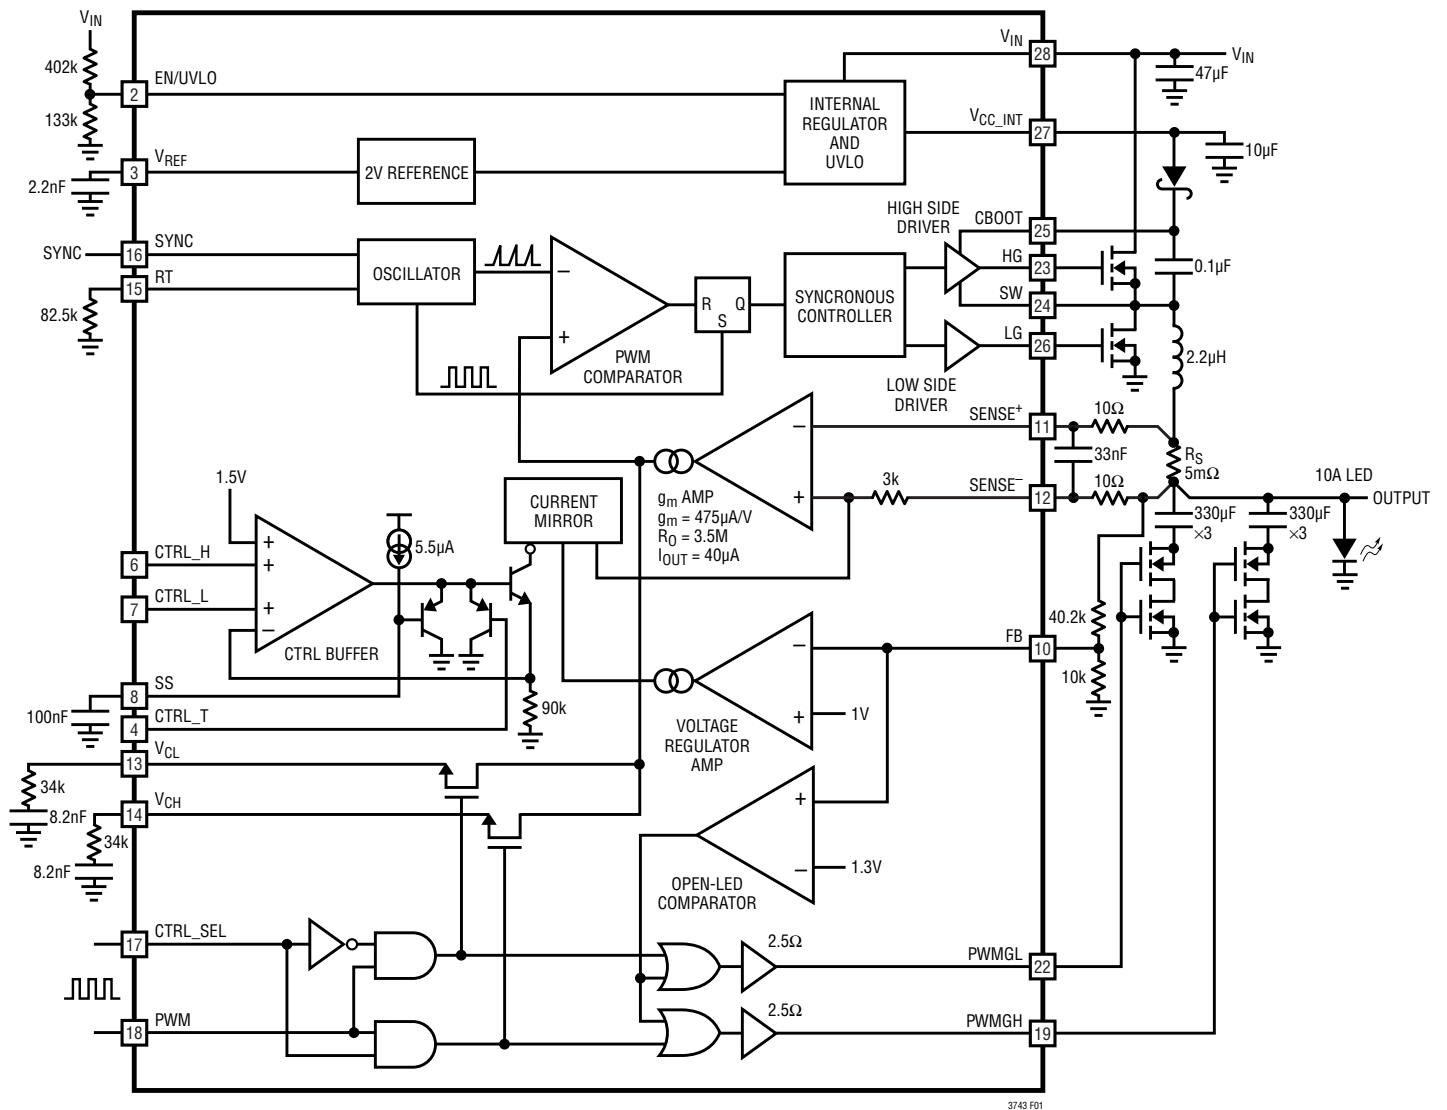 VIN
402k
2
EN/UVLO
133k
3
VREF
2.2nF
2V REFERENCE
INTERNAL
REGULATOR
AND
UVLO
VIN
28
VIN
47µF
VCC_INT
27
10µF
SYNC
16
SYNC
15
RT
82.5k
OSCILLATOR
–
+
PWM
COMPARATOR
R
Q
S
SYNCRONOUS
CONTROLLER
HIGH SIDE
DRIVER
CBOOT
25
HG
23
SW
24
LG
26
LOW SIDE
DRIVER
0.1µF
2.2µH
SENSE+
11
10Ω
33nF
RS
5mΩ
SENSE–
12
10Ω
3k
–
+
gm AMP
gm = 475µA/V
RO = 3.5M
IOUT = 40µA
CURRENT
MIRROR
1.5V
5.5µA
6
CTRL_H
7
CTRL_L
+
+
+
–
CTRL BUFFER
8
SS
100nF
4
CTRL_T
90k
10A LED
OUTPUT
330µF
×3
330µF
×3
40.2k
FB
10
10k
–
+
1V
VOLTAGE
REGULATOR
AMP
13
VCL
34k
8.2nF
14
VCH
34k
8.2nF
+
–
1.3V
OPEN-LED
COMPARATOR
17
CTRL_SEL
18
PWM
2.5Ω
PWMGL
22
2.5Ω
PWMGH
19
3743 F01